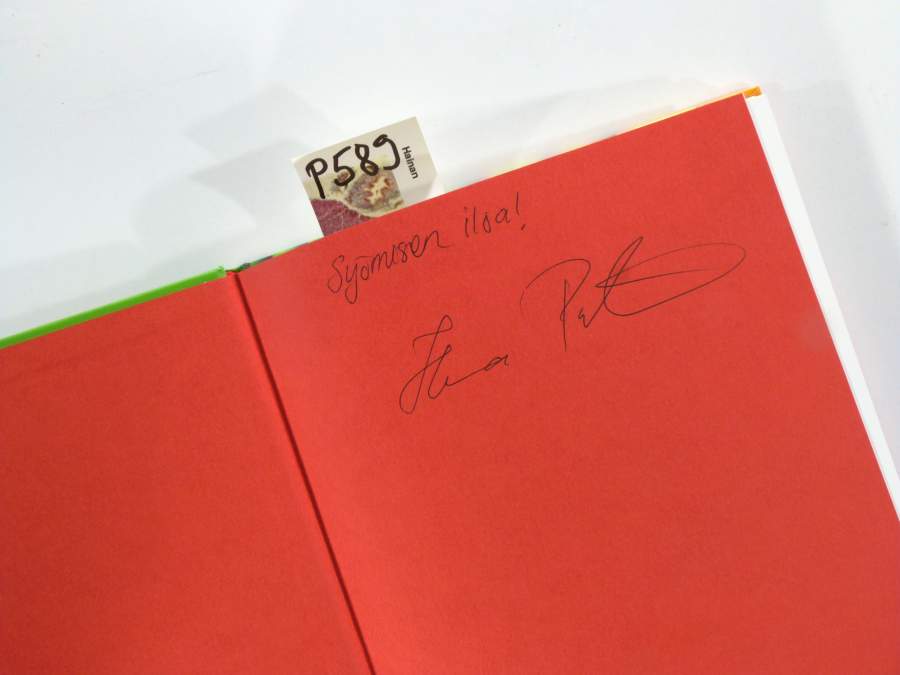 P589
Hainan
Syömisen iloa!